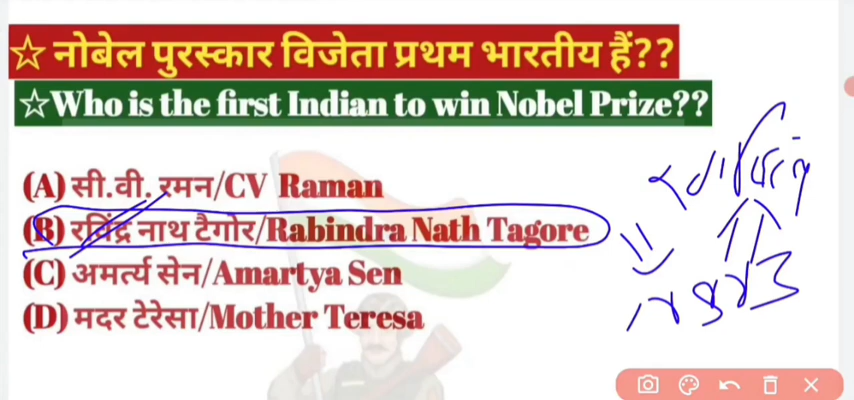 ☆ नोबेल पुरस्कार विजेता प्रथम भारतीय हैं??
☆Who is the first Indian to win Nobel Prize??
(A) सी.वी. रमन/CV Raman
(B) रविंद्र नाथ टैगोर/Rabindra Nath Tagore
(C) अमर्त्य सेन/Amartya Sen
(D) मदर टेरेसा/Mother Teresa